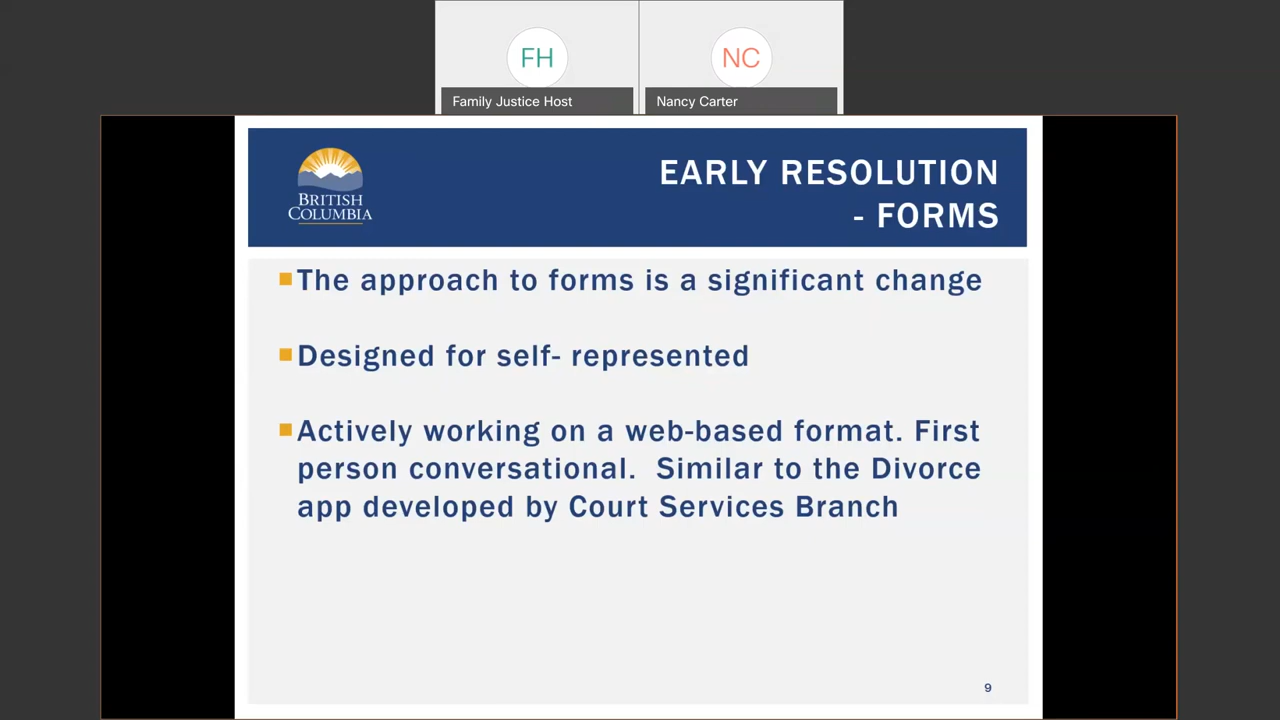 FH
NC
Family Justice Host
Nancy Carter
BRITISH
COLUMBIA
EARLY RESOLUTION
- FORMS
The approach to forms is a significant change
Designed for self- represented
Actively working on a web-based format. First
person conversational.  Similar to the Divorce
app developed by Court Services Branch
9